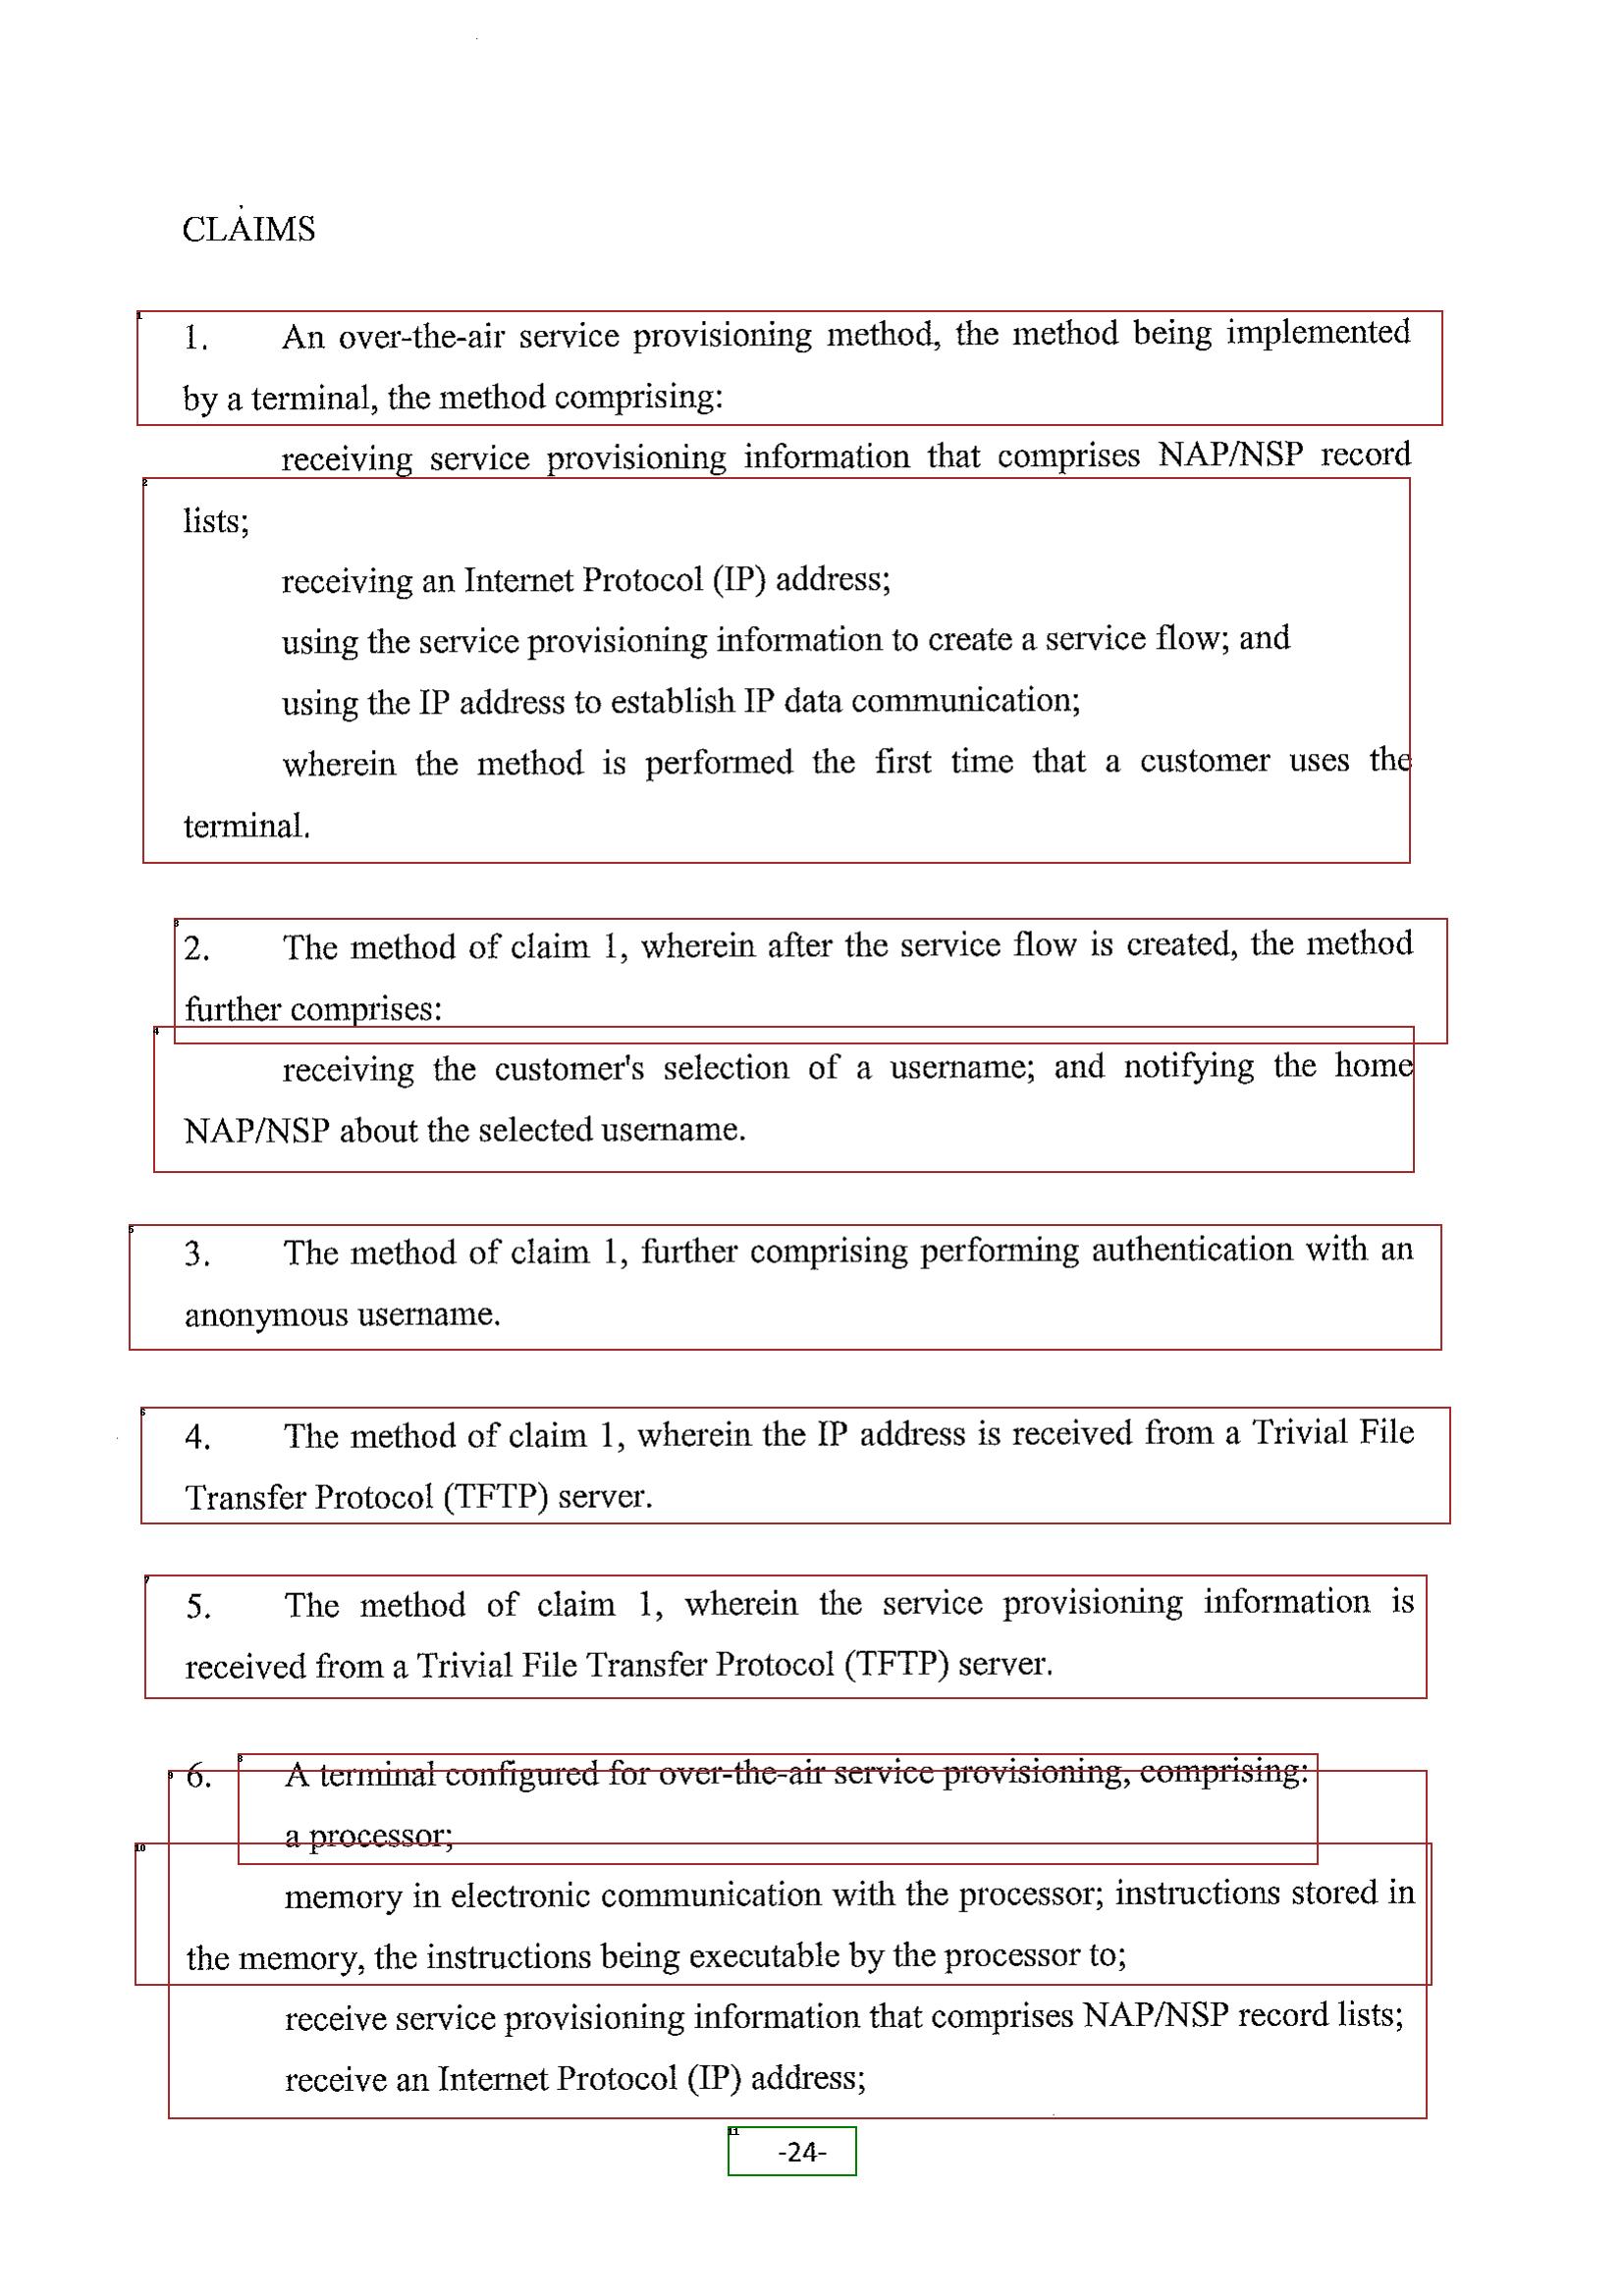 CLAIMS
1. An over-the-air service provisioning method, the method being implemented
by a terminal, the method comprising:
receiving service provisioning information that comprises NAP/NSP record
lists;
receiving an Internet Protocol (IP) address;
using the service provisioning information to create a service flow; and
using the IP address to establish IP data communication;
wherein the method is performed the first time that a customer uses the
terminal.
2. The method of claim 1, wherein after the service flow is created, the method
further comprises:
receiving the customer's selection of a username; and notifying the home
NAP/NSP about the selected username.
3. The method of claim 1, further comprising performing authentication with an
anonymous username.
4. The method of claim 1, wherein the IP address is received from a Trivial File
Transfer Protocol (TFTP) server.
5. The method of claim 1, wherein the service provisioning information is
received from a Trivial File Transfer Protocol (TFTP) server.
6. A terminal configured for over-the-air service provisioning, comprising:
a processor;
memory in electronic communication with the processor; instructions stored in
the memory, the instructions being executable by the processor to;
receive service provisioning information that comprises NAP/NSP record lists;
receive an Internet Protocol (IP) address;
-24-